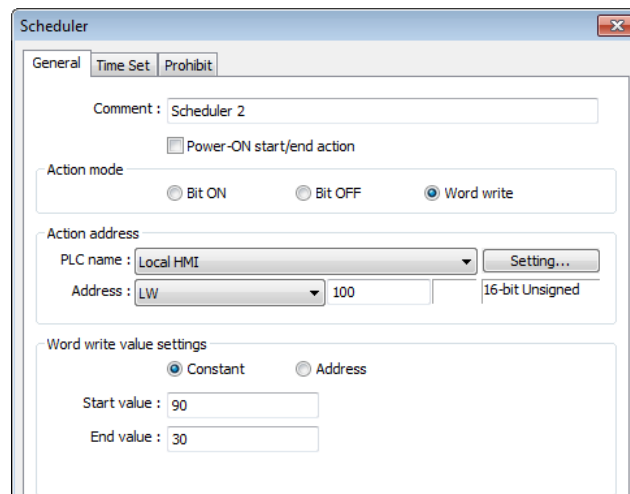 Scheduler
General Time Set Prohibit
Comment : Scheduler 2
Power-ON start/end action
Action mode
Bit ON Bit OFF Word write
Action address
PLC name : Local HMI Setting...
Address : LW 100 16-bit Unsigned
Word write value settings
Constant Address
Start value : 90
End value : 30